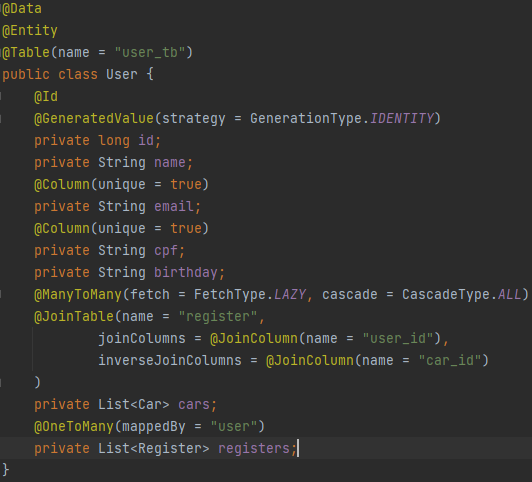 @Data
@Entity
@Table(name = "user_tb")
public class User {
    @Id
    @GeneratedValue(strategy = GenerationType.IDENTITY)
    private long id;
    private String name;
    @Column(unique = true)
    private String email;
    @Column(unique = true)
    private String cpf;
    private String birthday;
    @ManyToMany(fetch = FetchType.LAZY, cascade = CascadeType.ALL)
    @JoinTable(name = "register",
            joinColumns = @JoinColumn(name = "user_id"),
            inverseJoinColumns = @JoinColumn(name = "car_id")
    )
    private List<Car> cars;
    @OneToMany(mappedBy = "user")
    private List<Register> registers;
}